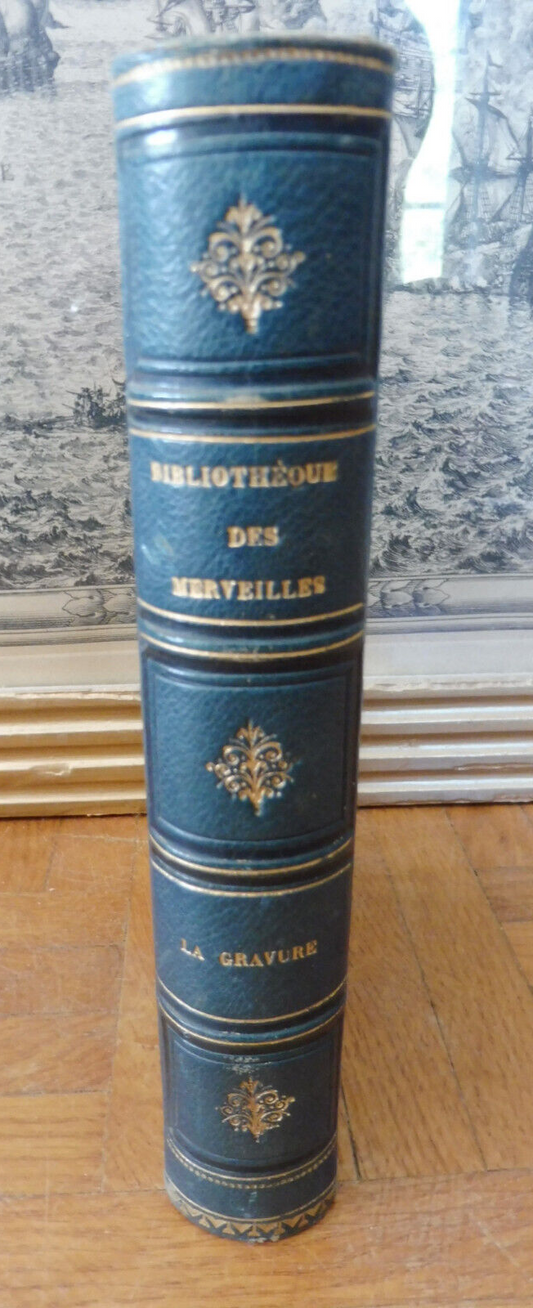 BIBLIOTHÈQUE
DES
MERVEILLES
LA GRAVURE